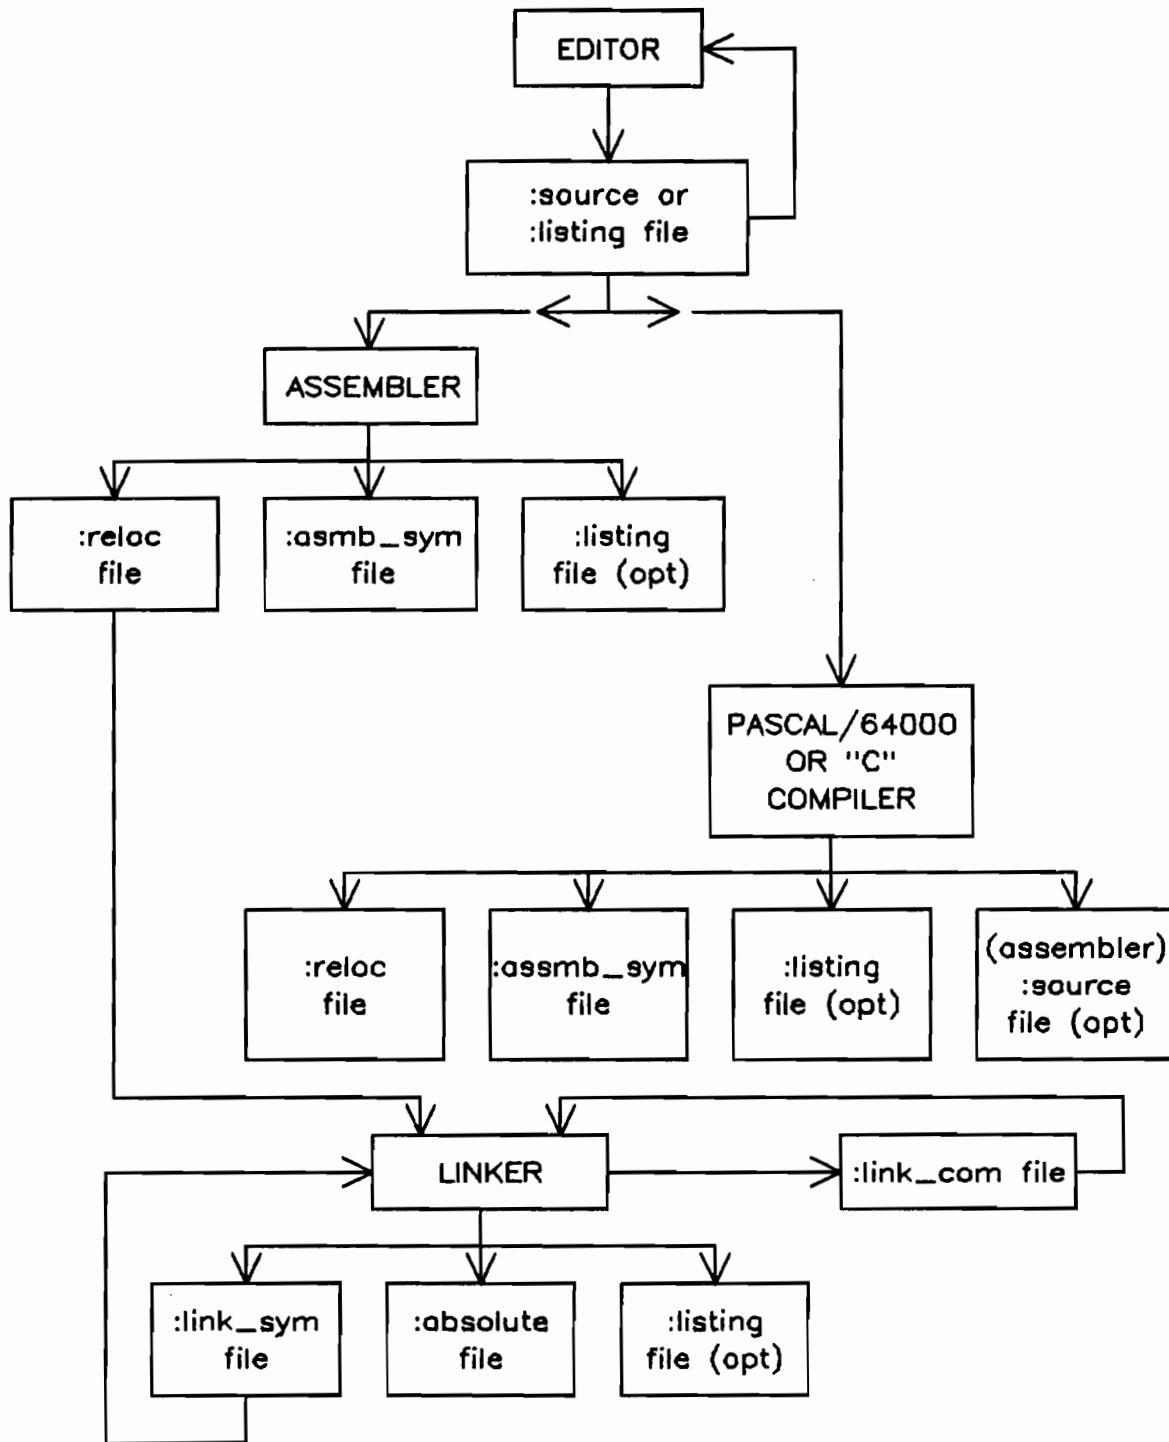 EDITOR
:source or
:listing file
ASSEMBLER
:reloc
file
:asmb_sym
file
:listing
file (opt)
PASCAL/64000
OR "C"
COMPILER
:reloc
file
:assmb_sym
file
:listing
file (opt)
(assembler)
:source
file (opt)
LINKER
:link_com file
:link_sym
file
:absolute
file
:listing
file (opt)